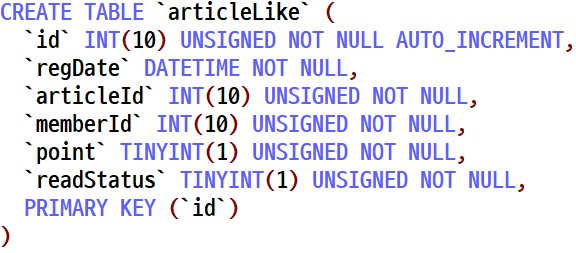 CREATE TABLE `articleLike` (
`id` INT(10) UNSIGNED NOT NULL AUTO_INCREMENT,
`regDate` DATETIME NOT NULL,
`articleId` INT(10) UNSIGNED NOT NULL,
`memberId` INT(10) UNSIGNED NOT NULL,
`point` TINYINT(1) UNSIGNED NOT NULL,
`readStatus` TINYINT(1) UNSIGNED NOT NULL,
PRIMARY KEY (`id`)
)